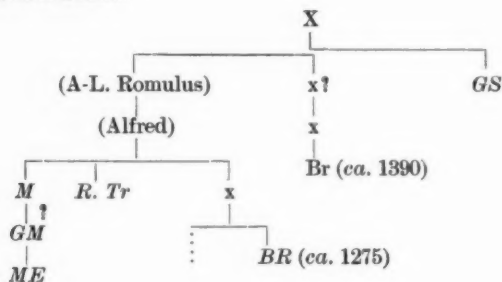 X
(A-L. Romulus) x? GS
(Alfred) x
Br (ca. 1390)
M R. Tr x
?
GM
BR (ca. 1275)
ME